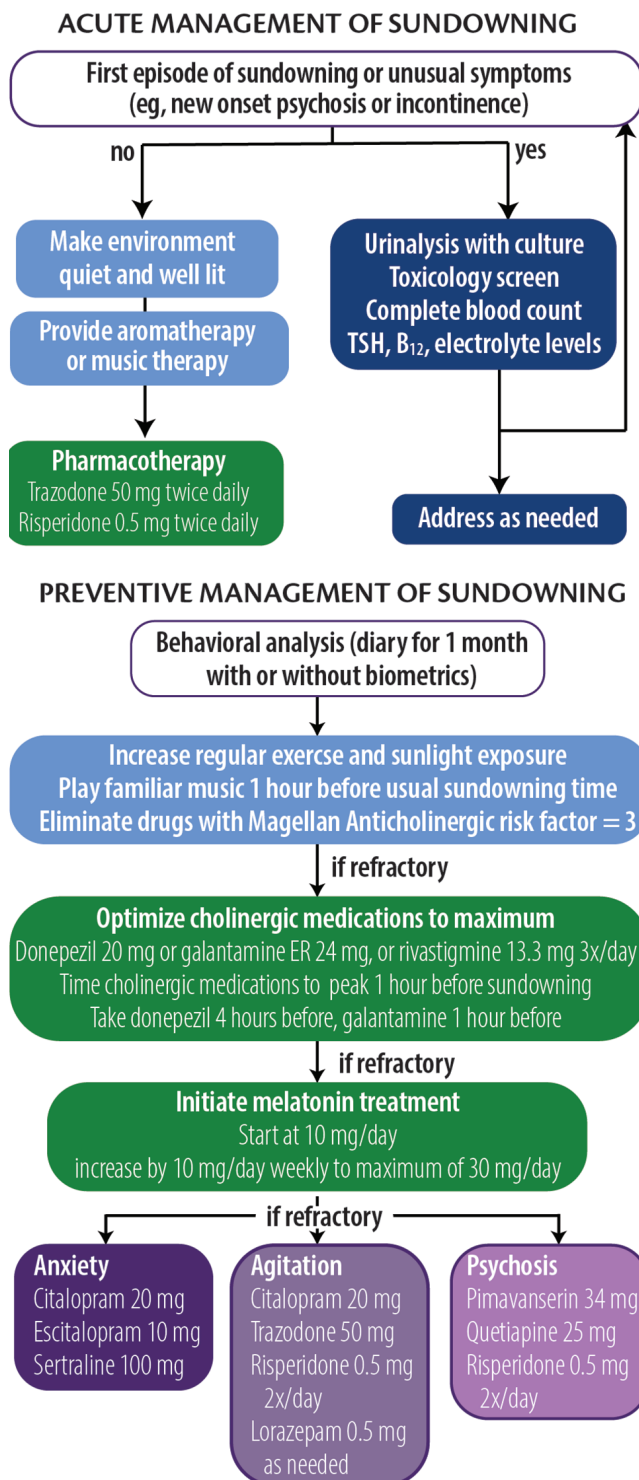 ACUTE MANAGEMENT OF SUNDOWNING
First episode of sundowning or unusual symptoms
(eg, new onset psychosis or incontinence)
no
yes
Make environment
quiet and well lit
Provide aromatherapy
or music therapy
Pharmacotherapy
Trazodone 50 mg twice daily
Risperidone 0.5 mg twice daily
Urinalysis with culture
Toxicology screen
Complete blood count
TSH, B₁₂, electrolyte levels
Address as needed
PREVENTIVE MANAGEMENT OF SUNDOWNING
Behavioral analysis (diary for 1 month
with or without biometrics)
Increase regular exercse and sunlight exposure
Play familiar music 1 hour before usual sundowning time
Eliminate drugs with Magellan Anticholinergic risk factor = 3
if refractory
Optimize cholinergic medications to maximum
Donepezil 20 mg or galantamine ER 24 mg, or rivastigmine 13.3 mg 3x/day
Time cholinergic medications to peak 1 hour before sundowning
Take donepezil 4 hours before, galantamine 1 hour before
if refractory
Initiate melatonin treatment
Start at 10 mg/day
increase by 10 mg/day weekly to maximum of 30 mg/day
if refractory
Anxiety
Citalopram 20 mg
Escitalopram 10 mg
Sertraline 100 mg
Agitation
Citalopram 20 mg
Trazodone 50 mg
Risperidone 0.5 mg
2x/day
Lorazepam 0.5 mg
as needed
Psychosis
Pimavanserin 34 mg
Quetiapine 25 mg
Risperidone 0.5 mg
2x/day